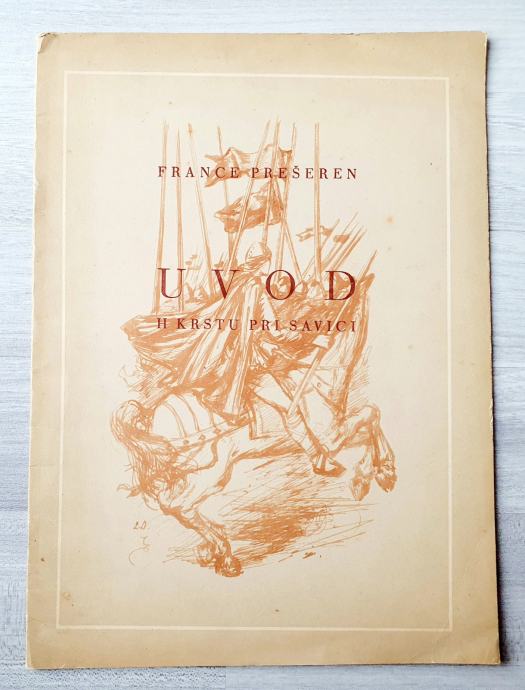 FRANCE PREŠEREN
UVOD
H KRSTU PRI SAVICI